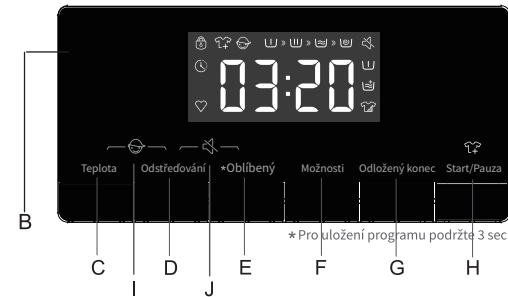 03:20
Teplota Odstřeďování *Oblíbený Možnosti Odložený konec Start/Pauza
B
*Pro uložení programu podržte 3 sec
C D E F G H
I J